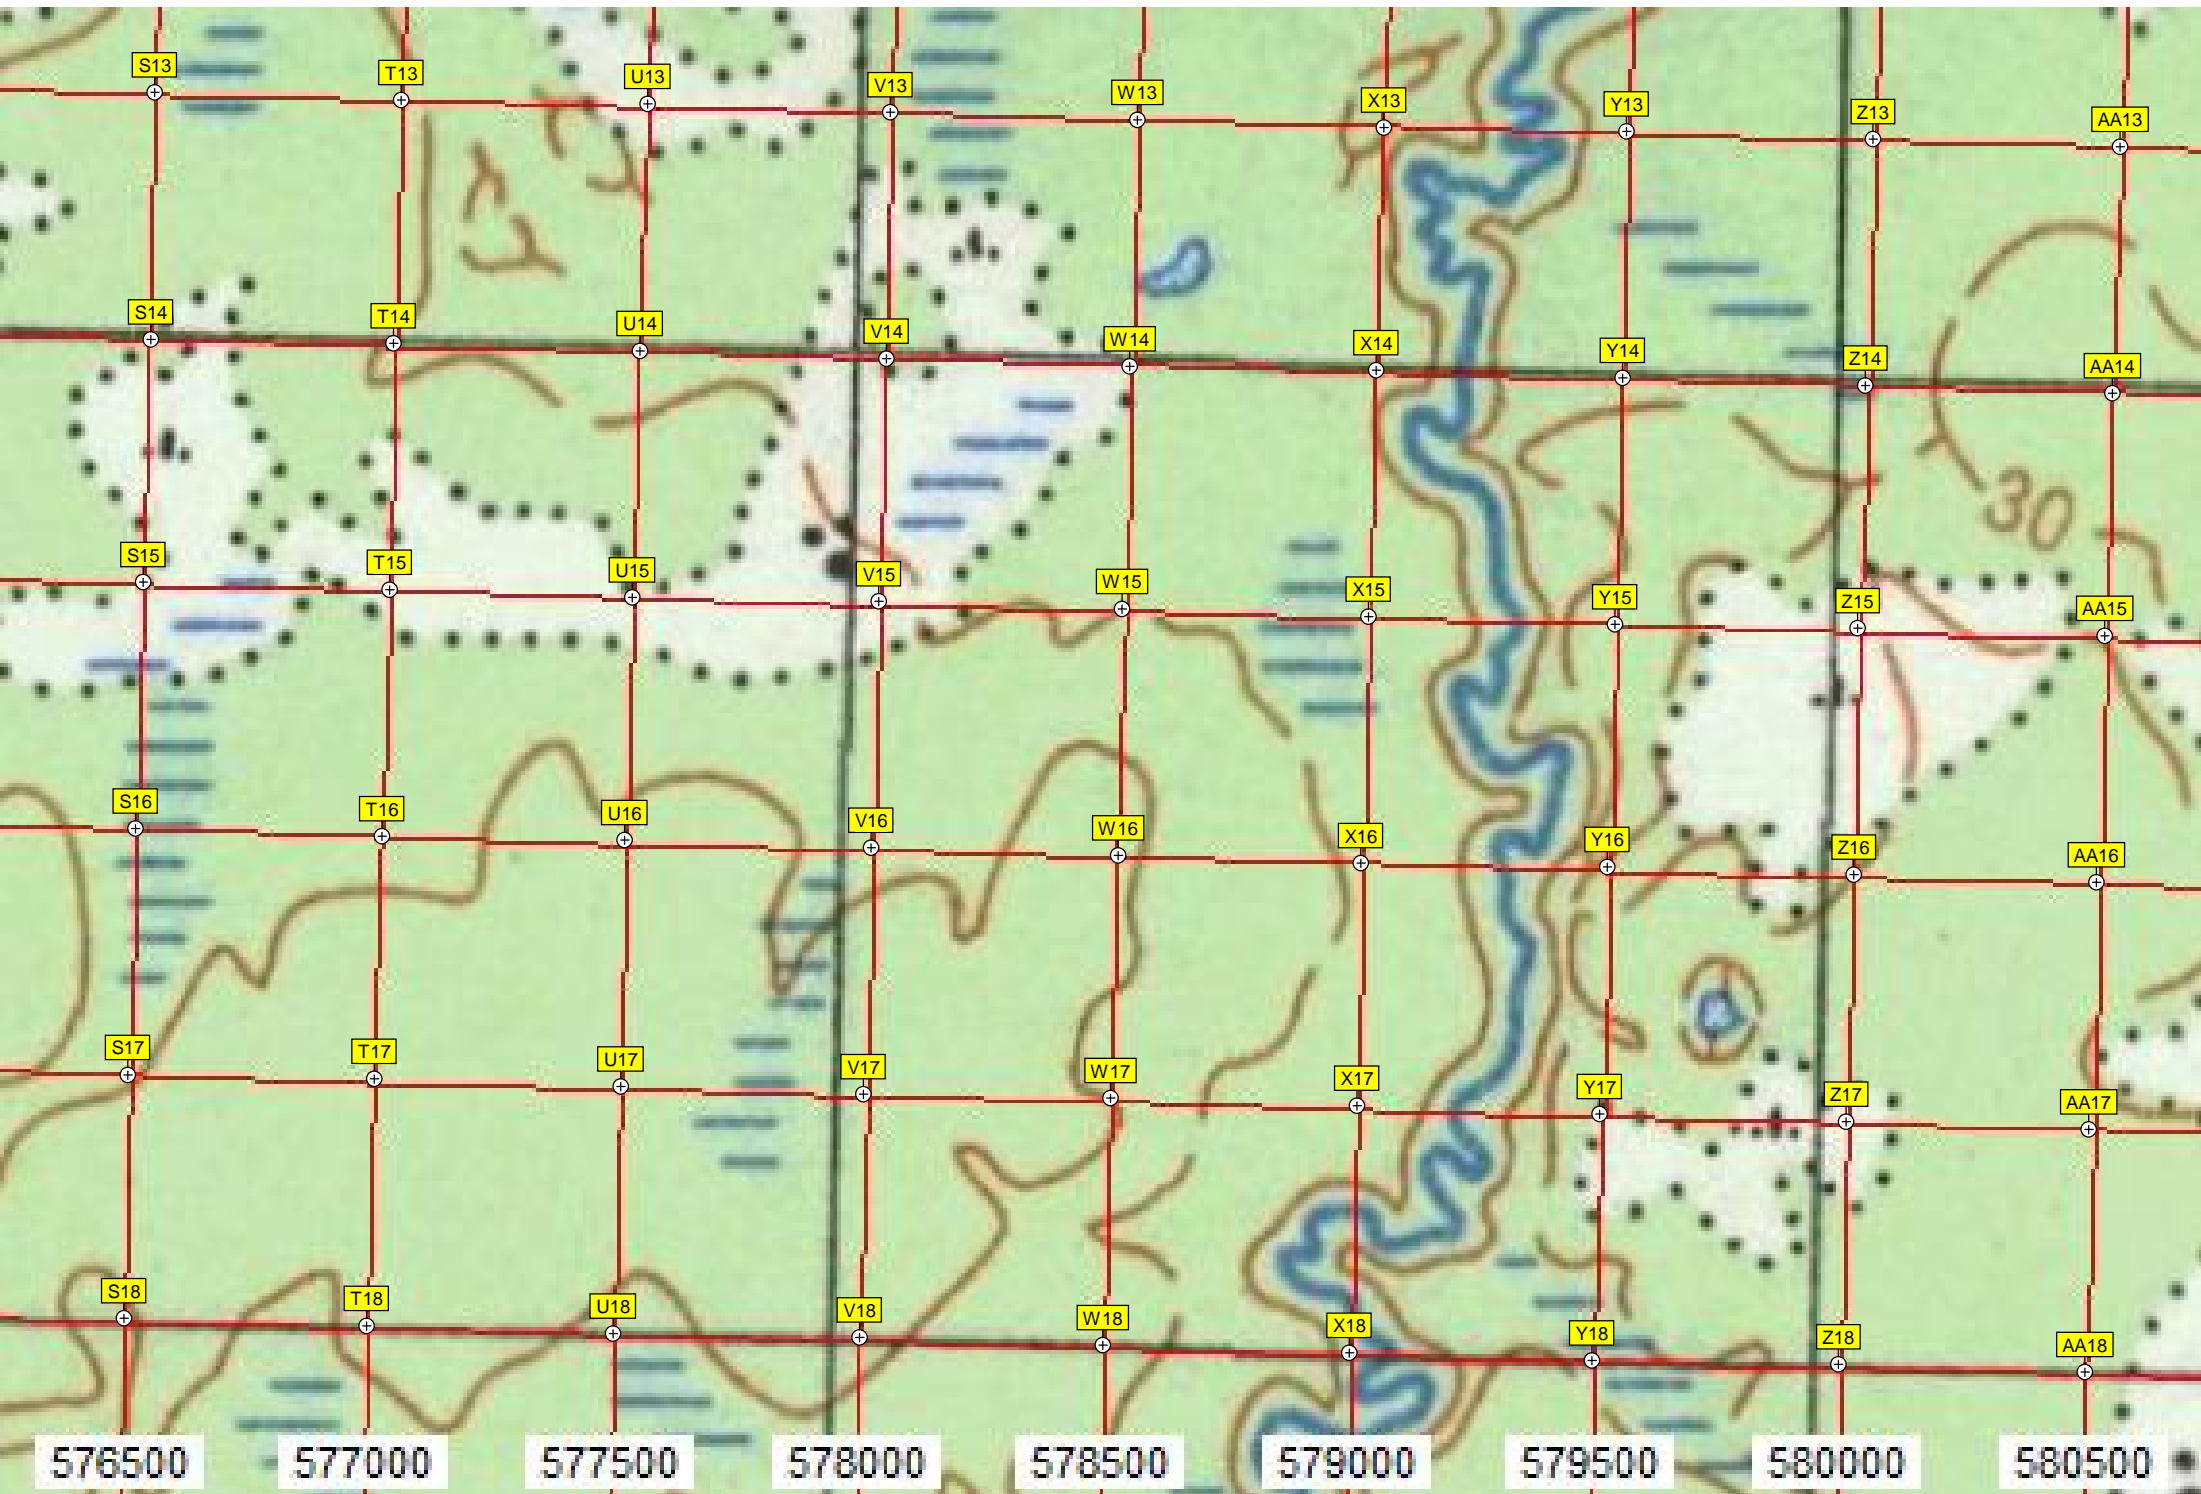 S13 T13 U13 V13 W13 X13 Y13 Z13 AA13
S14 T14 U14 V14 W14 X14 Y14 Z14 AA14
30
S15 T15 U15 V15 W15 X15 Y15 Z15 AA15
S16 T16 U16 V16 W16 X16 Y16 Z16 AA16
S17 T17 U17 V17 W17 X17 Y17 Z17 AA17
S18 T18 U18 V18 W18 X18 Y18 Z18 AA18
576500 577000 577500 578000 578500 579000 579500 580000 580500